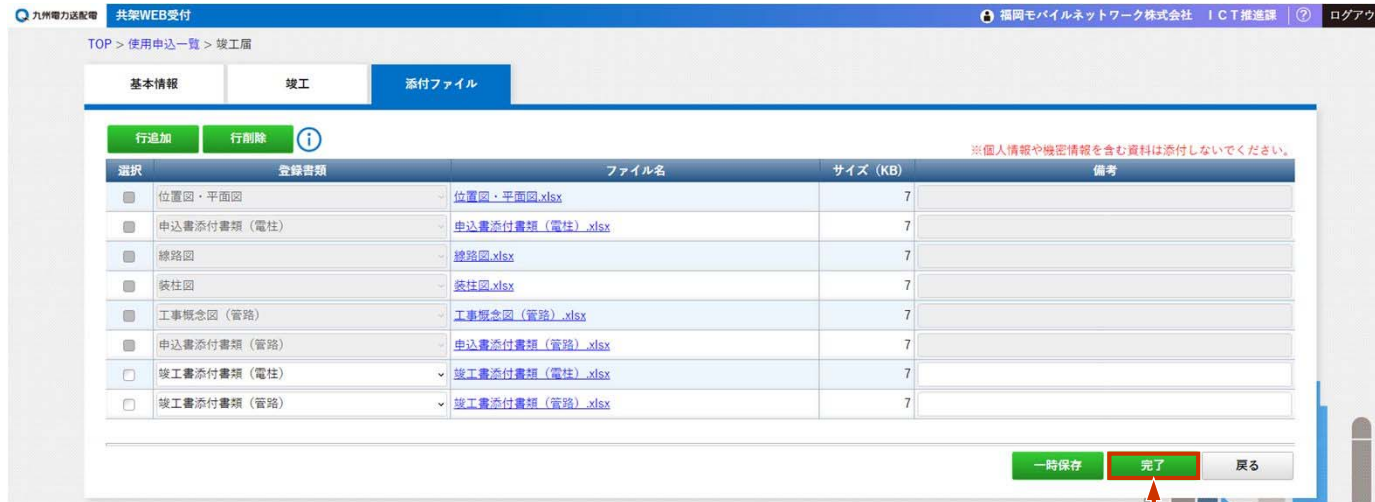 九州電力送配電 共架WEB受付 福岡モバイルネットワーク株式会社 ICT推進課 ? ログアウ
TOP > 使用申込一覧 > 竣工届
基本情報 竣工 添付ファイル
行追加 行削除 i
※個人情報や機密情報を含む資料は添付しないでください。
選択 登録書類 ファイル名 サイズ（KB） 備考
位置図・平面図 位置図・平面図.xlsx 7
申込書添付書類（電柱） 申込書添付書類（電柱）.xlsx 7
線路図 線路図.xlsx 7
装柱図 装柱図.xlsx 7
工事概念図（管路） 工事概念図（管路）.xlsx 7
申込書添付書類（管路） 申込書添付書類（管路）.xlsx 7
竣工書添付書類（電柱） 竣工書添付書類（電柱）.xlsx 7
竣工書添付書類（管路） 竣工書添付書類（管路）.xlsx 7
一時保存 完了 戻る